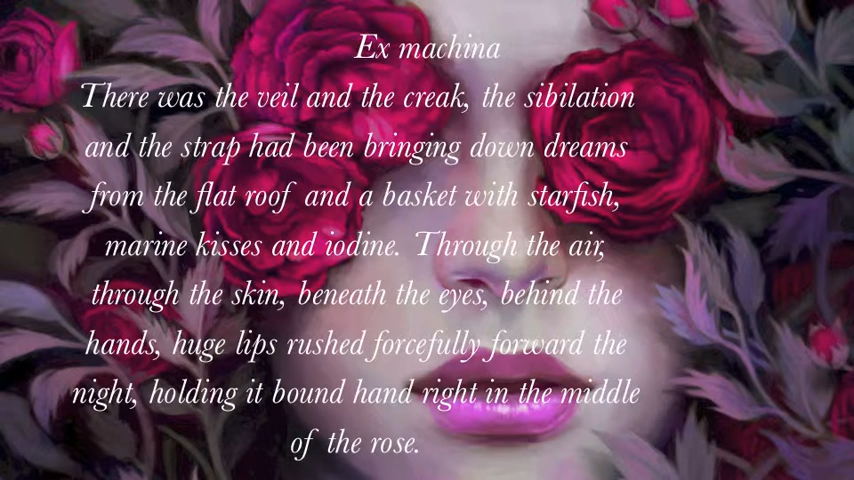 Ex machina
There was the veil and the creak, the sibilation
and the strap had been bringing down dreams
from the flat roof and a basket with starfish,
marine kisses and iodine. Through the air,
through the skin, beneath the eyes, behind the
hands, huge lips rushed forcefully forward the
night, holding it bound hand right in the middle
of the rose.